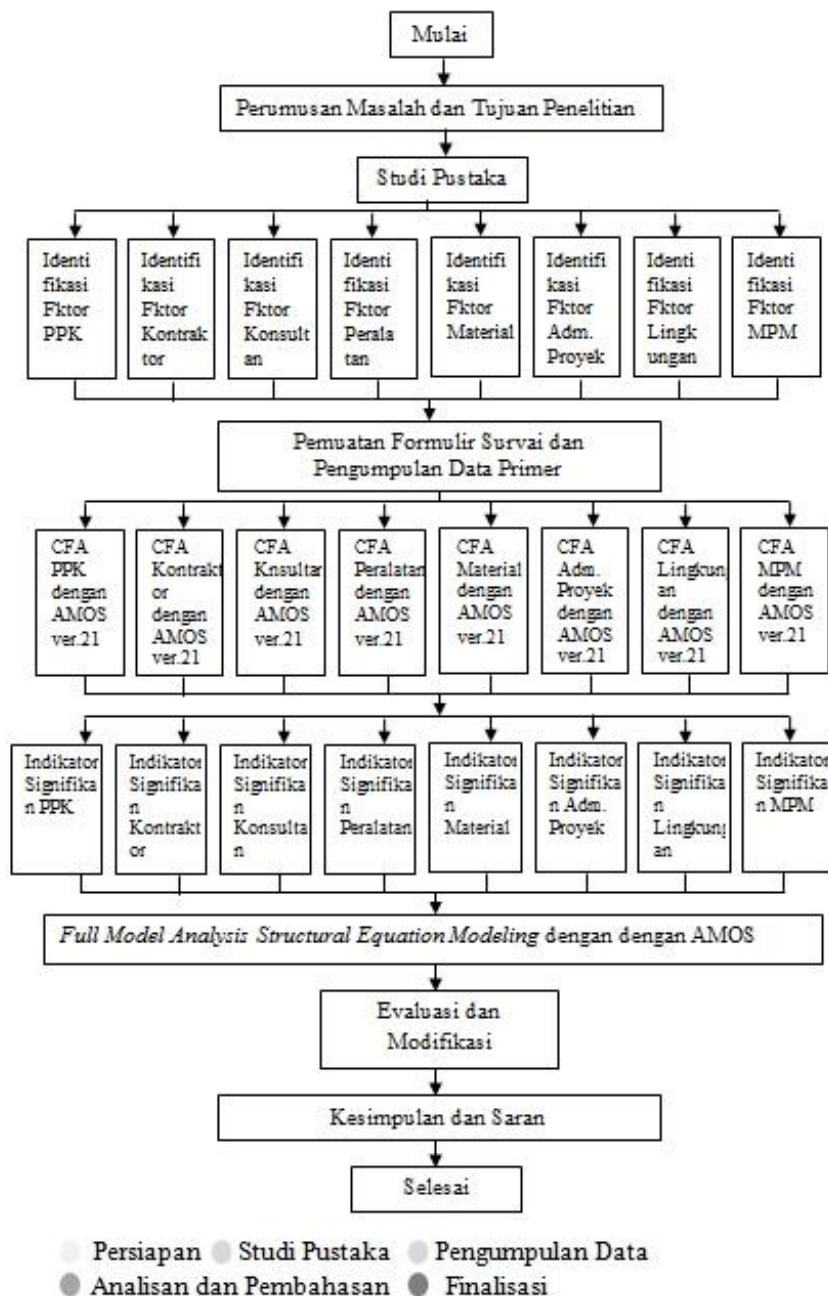 Mulai
Perumusan Masalah dan Tujuan Penelitian
Studi Pustaka
Identi
fikasi
Fktor
PPK
Identifi
kasi
Fktor
Kontrak
tor
Identifi
kasi
Fktor
Konsult
an
Identi
fikasi
Fktor
Perala
tan
Identifi
kasi
Fktor
Material
Identifi
kasi
Fktor
Adm.
Proyek
Identi
fikasi
Fktor
Lingk
ungan
Identi
fikasi
Fktor
MPM
Pemuatan Formulir Survai dan
Pengumpulan Data Primer
CFA
PPK
dengan
AMOS
ver.21
CFA
Kontrakt
or
dengan
AMOS
ver.21
CFA
Knsultan
dengan
AMOS
ver.21
CFA
Peralatan
dengan
AMOS
ver.21
CFA
Material
dengan
AMOS
ver.21
CFA
Adm.
Proyek
dengan
AMOS
ver.21
CFA
Lingkung
an
dengan
AMOS
ver.21
CFA
MPM
dengan
AMOS
ver.21
Indikator
Signifika
n PPK
Indikator
Signifika
n
Kontrakt
or
Indikator
Signifika
n
Konsulta
n
Indikator
Signifika
n
Peralatan
Indikator
Signifika
n
Material
Indikator
Signifika
n Adm.
Proyek
Indikator
Signifika
n
Lingkung
an
Indikator
Signifika
n MPM
Full Model Analysis Structural Equation Modeling dengan dengan AMOS
Evaluasi dan
Modifikasi
Kesimpulan dan Saran
Selesai
Persiapan Studi Pustaka Pengumpulan Data
Analisan dan Pembahasan Finalisasi